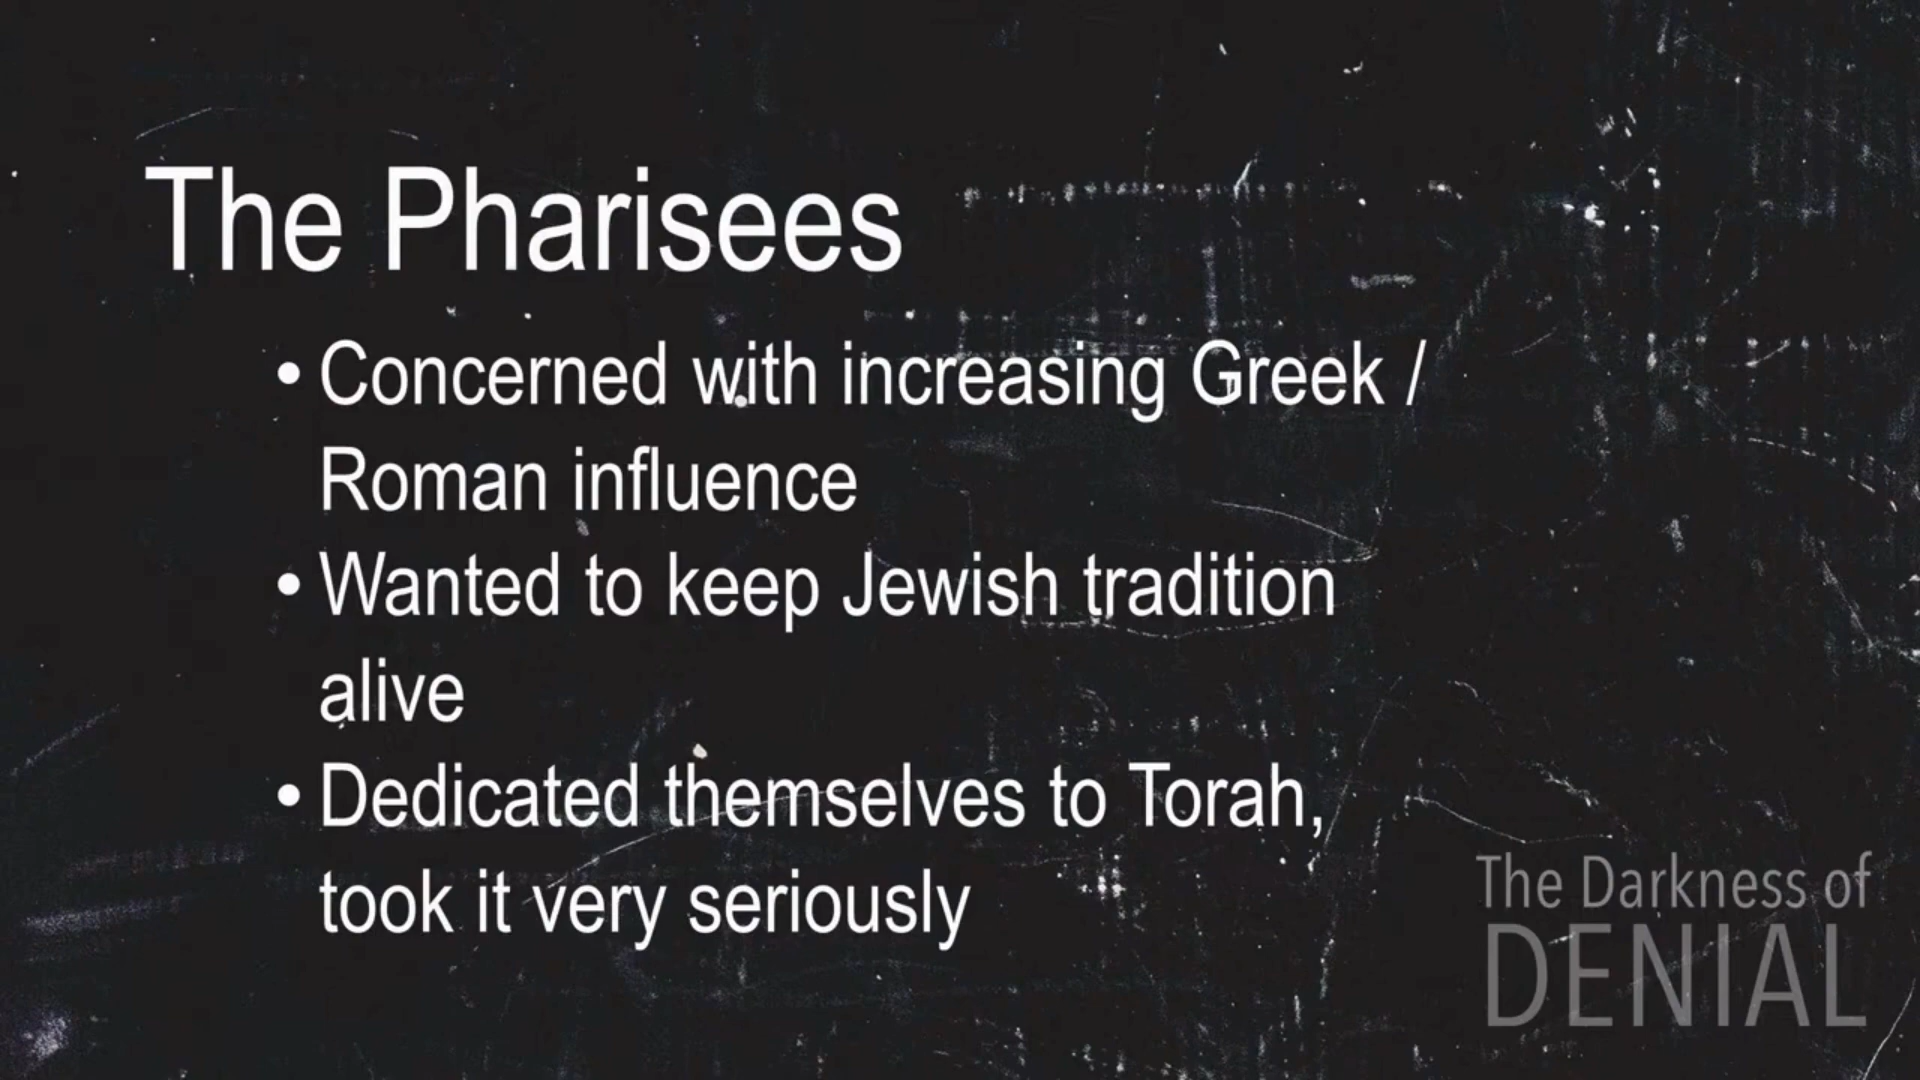 The Pharisees
• Concerned with increasing Greek /
Roman influence
• Wanted to keep Jewish tradition
alive
• Dedicated themselves to Torah,
took it very seriously
The Darkness of
DENIAL